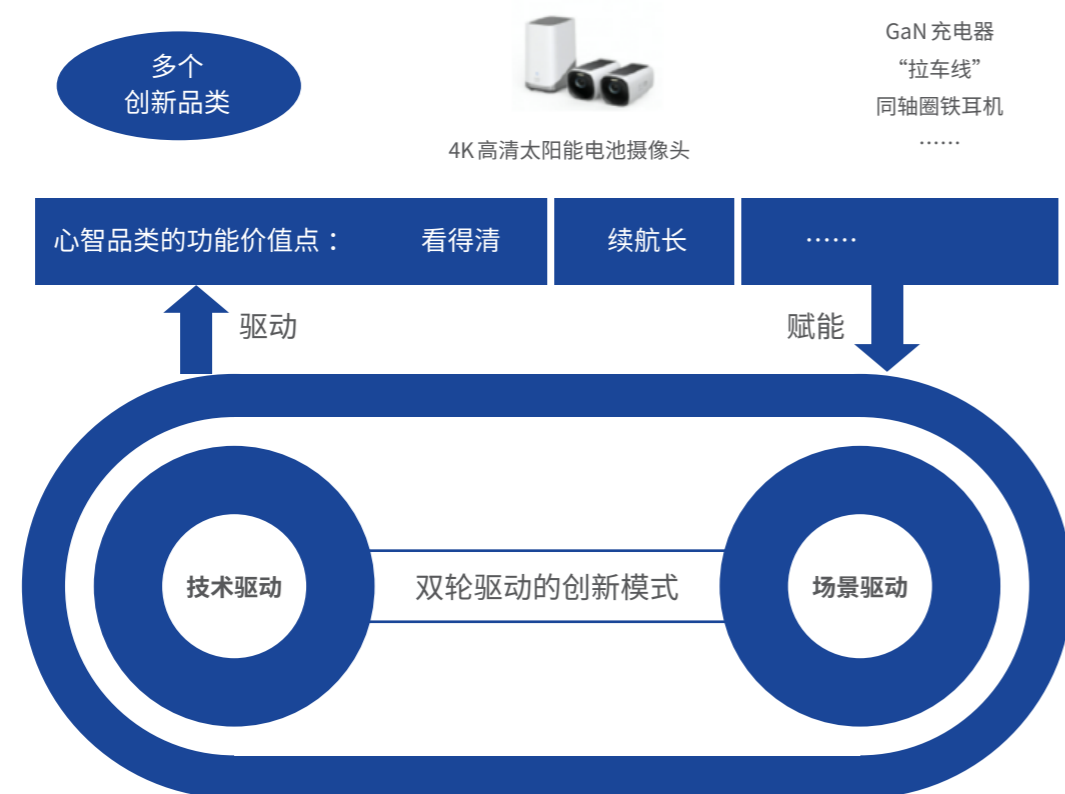 多个
创新品类
4K高清太阳能电池摄像头
GaN 充电器
“拉车线”
同轴圈铁耳机
……
心智品类的功能价值点：
看得清
续航长
……
驱动
赋能
技术驱动
双轮驱动的创新模式
场景驱动